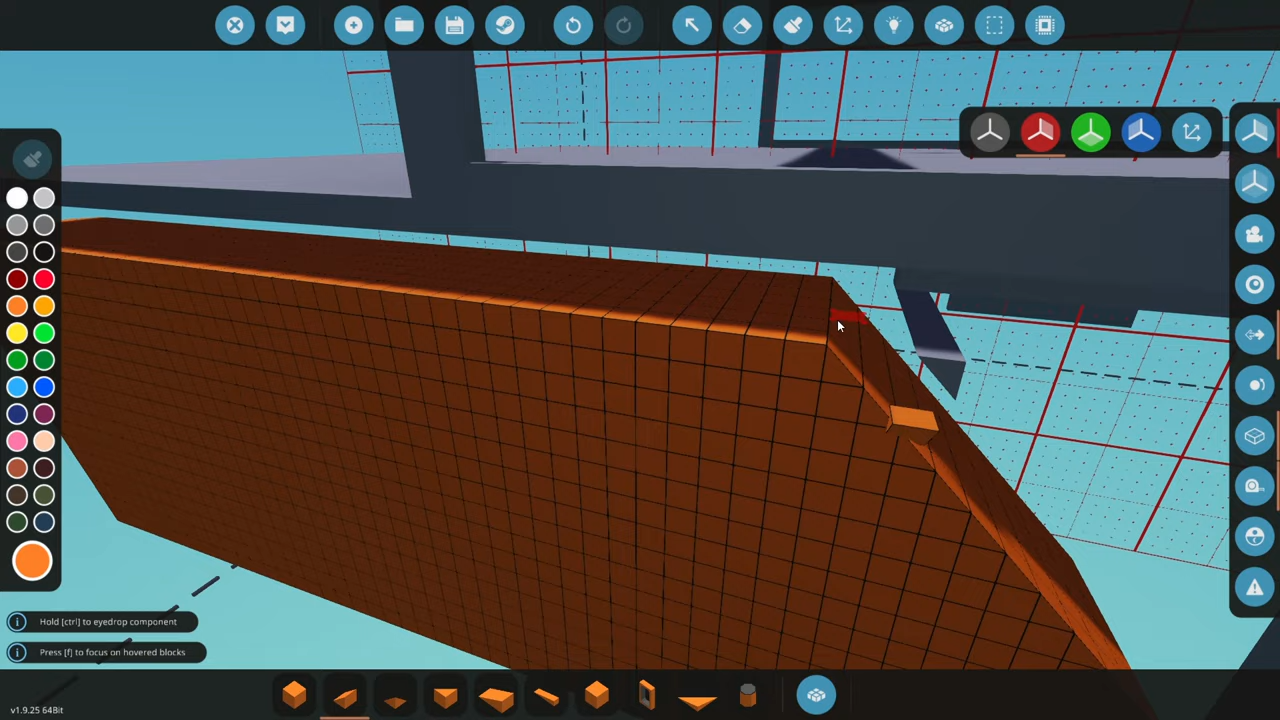 Hold [ctrl] to eyedrop component
Press [f] to focus on hovered blocks
v1.9.25 64Bit